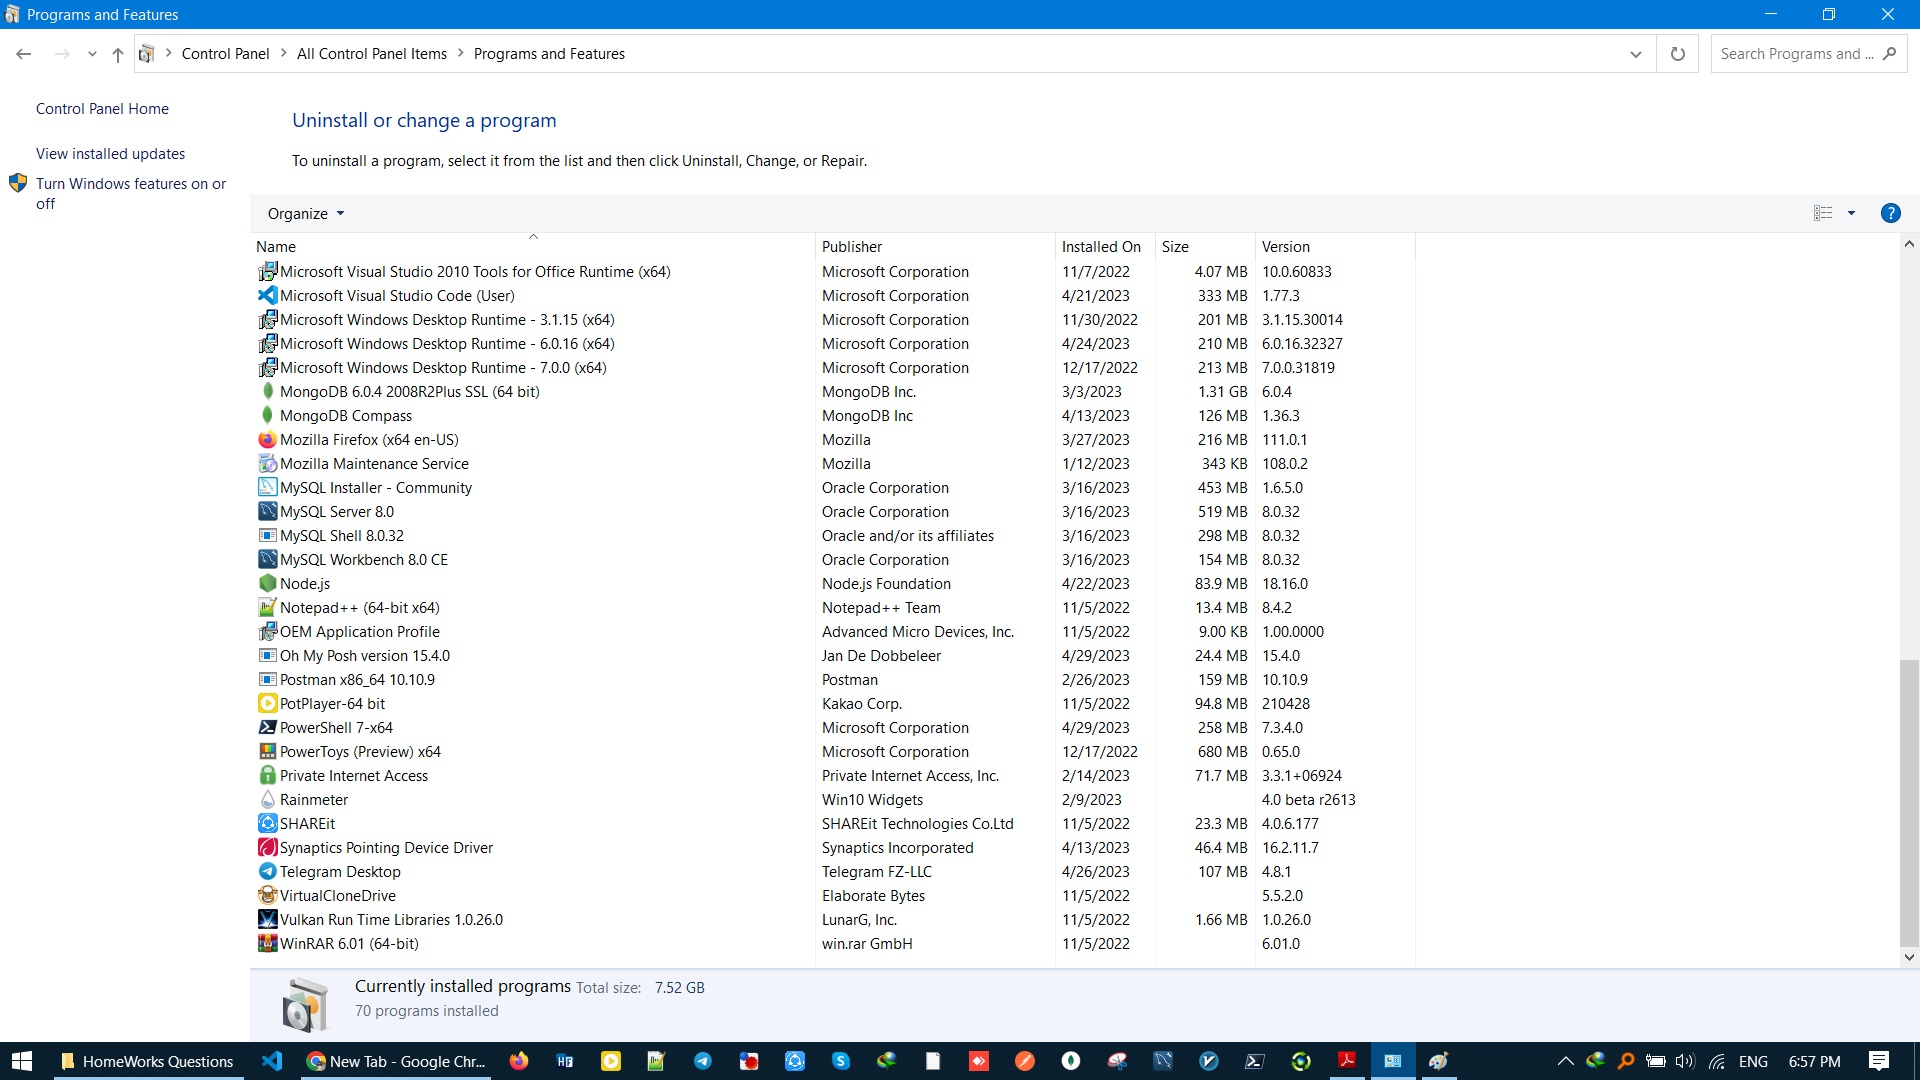 Programs and Features
Control Panel > All Control Panel Items > Programs and Features
Search Programs and ...
Control Panel Home
View installed updates
Turn Windows features on or
off
Uninstall or change a program
To uninstall a program, select it from the list and then click Uninstall, Change, or Repair.
Organize
Name Publisher Installed On Size Version
Microsoft Visual Studio 2010 Tools for Office Runtime (x64) Microsoft Corporation 11/7/2022 4.07 MB 10.0.60833
Microsoft Visual Studio Code (User) Microsoft Corporation 4/21/2023 333 MB 1.77.3
Microsoft Windows Desktop Runtime - 3.1.15 (x64) Microsoft Corporation 11/30/2022 201 MB 3.1.15.30014
Microsoft Windows Desktop Runtime - 6.0.16 (x64) Microsoft Corporation 4/24/2023 210 MB 6.0.16.32327
Microsoft Windows Desktop Runtime - 7.0.0 (x64) Microsoft Corporation 12/17/2022 213 MB 7.0.0.31819
MongoDB 6.0.4 2008R2Plus SSL (64 bit) MongoDB Inc. 3/3/2023 1.31 GB 6.0.4
MongoDB Compass MongoDB Inc 4/13/2023 126 MB 1.36.3
Mozilla Firefox (x64 en-US) Mozilla 3/27/2023 216 MB 111.0.1
Mozilla Maintenance Service Mozilla 1/12/2023 343 KB 108.0.2
MySQL Installer - Community Oracle Corporation 3/16/2023 453 MB 1.6.5.0
MySQL Server 8.0 Oracle Corporation 3/16/2023 519 MB 8.0.32
MySQL Shell 8.0.32 Oracle and/or its affiliates 3/16/2023 298 MB 8.0.32
MySQL Workbench 8.0 CE Oracle Corporation 3/16/2023 154 MB 8.0.32
Node.js Node.js Foundation 4/22/2023 83.9 MB 18.16.0
Notepad++ (64-bit x64) Notepad++ Team 11/5/2022 13.4 MB 8.4.2
OEM Application Profile Advanced Micro Devices, Inc. 11/5/2022 9.00 KB 1.00.0000
Oh My Posh version 15.4.0 Jan De Dobbeleer 4/29/2023 24.4 MB 15.4.0
Postman x86_64 10.10.9 Postman 2/26/2023 159 MB 10.10.9
PotPlayer-64 bit Kakao Corp. 11/5/2022 94.8 MB 210428
PowerShell 7-x64 Microsoft Corporation 4/29/2023 258 MB 7.3.4.0
PowerToys (Preview) x64 Microsoft Corporation 12/17/2022 680 MB 0.65.0
Private Internet Access Private Internet Access, Inc. 2/14/2023 71.7 MB 3.3.1+06924
Rainmeter Win10 Widgets 2/9/2023 4.0 beta r2613
SHAREit SHAREit Technologies Co.Ltd 11/5/2022 23.3 MB 4.0.6.177
Synaptics Pointing Device Driver Synaptics Incorporated 4/13/2023 46.4 MB 16.2.11.7
Telegram Desktop Telegram FZ-LLC 4/26/2023 107 MB 4.8.1
VirtualCloneDrive Elaborate Bytes 11/5/2022 5.5.2.0
Vulkan Run Time Libraries 1.0.26.0 LunarG, Inc. 11/5/2022 1.66 MB 1.0.26.0
WinRAR 6.01 (64-bit) win.rar GmbH 11/5/2022 6.01.0
Currently installed programs Total size: 7.52 GB
70 programs installed
HomeWorks Questions New Tab - Google Chr... ENG 6:57 PM